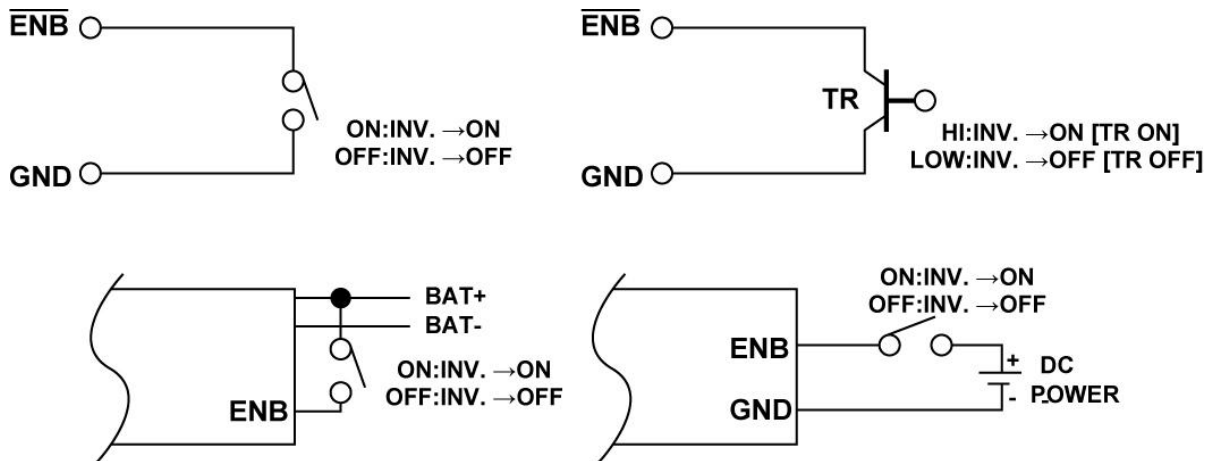 E̅N̅B̅
ON:INV. →ON
OFF:INV. →OFF
GND
E̅N̅B̅
TR
HI:INV. →ON [TR ON]
LOW:INV. →OFF [TR OFF]
GND
BAT+
BAT-
ON:INV. →ON
OFF:INV. →OFF
ENB
ON:INV. →ON
OFF:INV. →OFF
ENB
GND
+ DC
- POWER